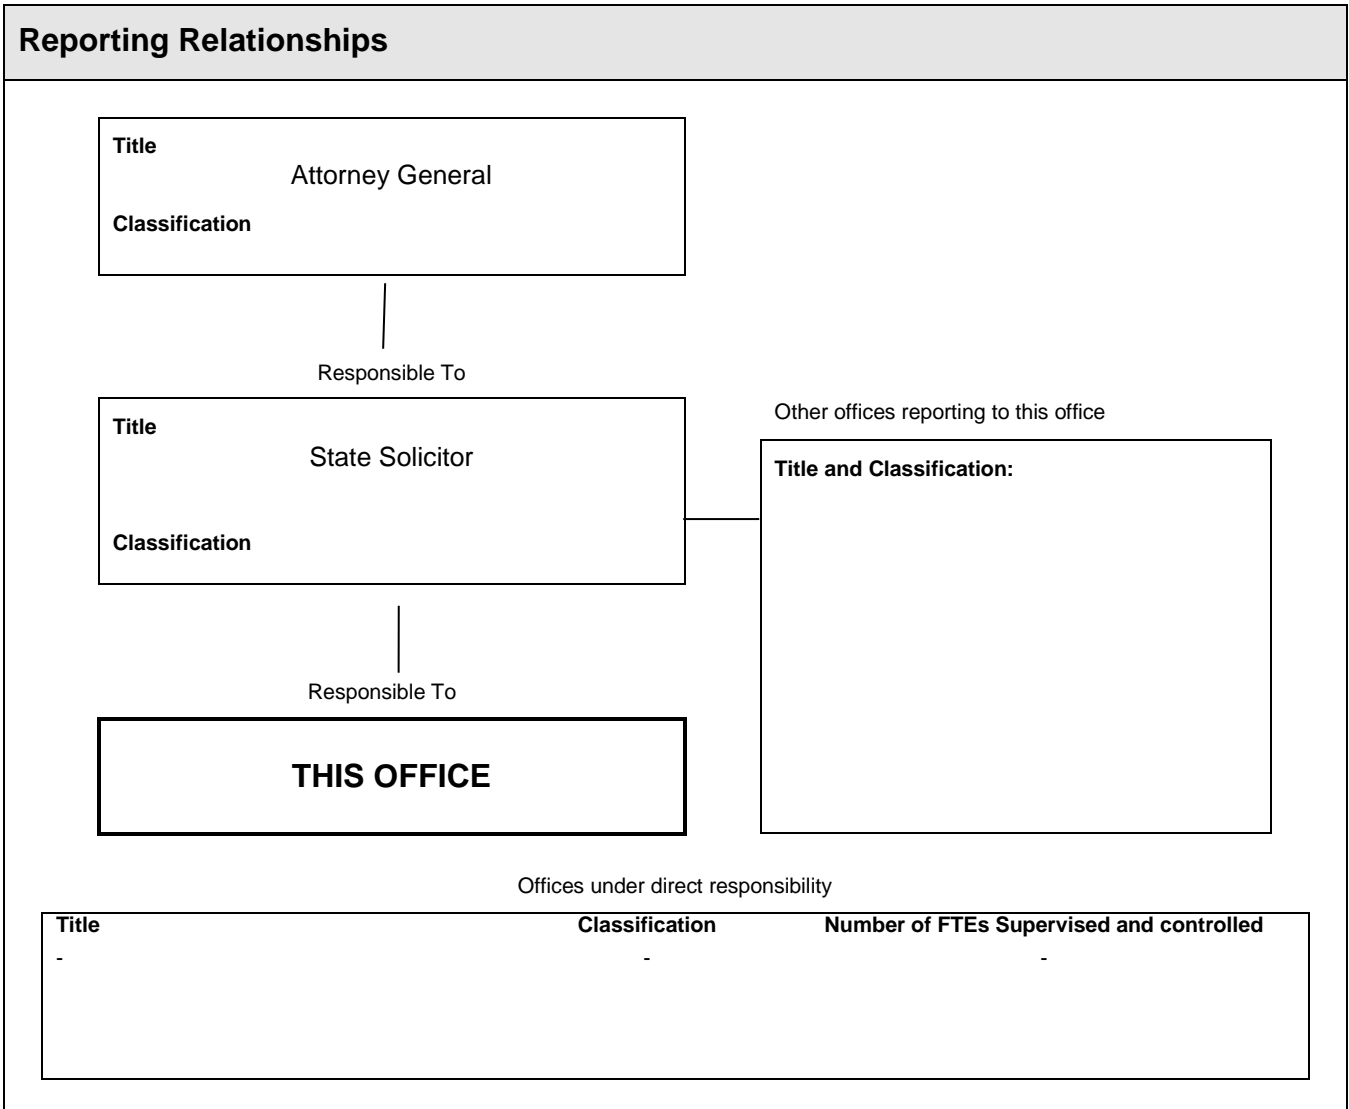 Reporting Relationships
Title
Attorney General
Classification
Responsible To
Title
State Solicitor
Classification
Other offices reporting to this office
Title and Classification:
Responsible To
THIS OFFICE
Offices under direct responsibility
Title Classification Number of FTEs Supervised and controlled
- - -